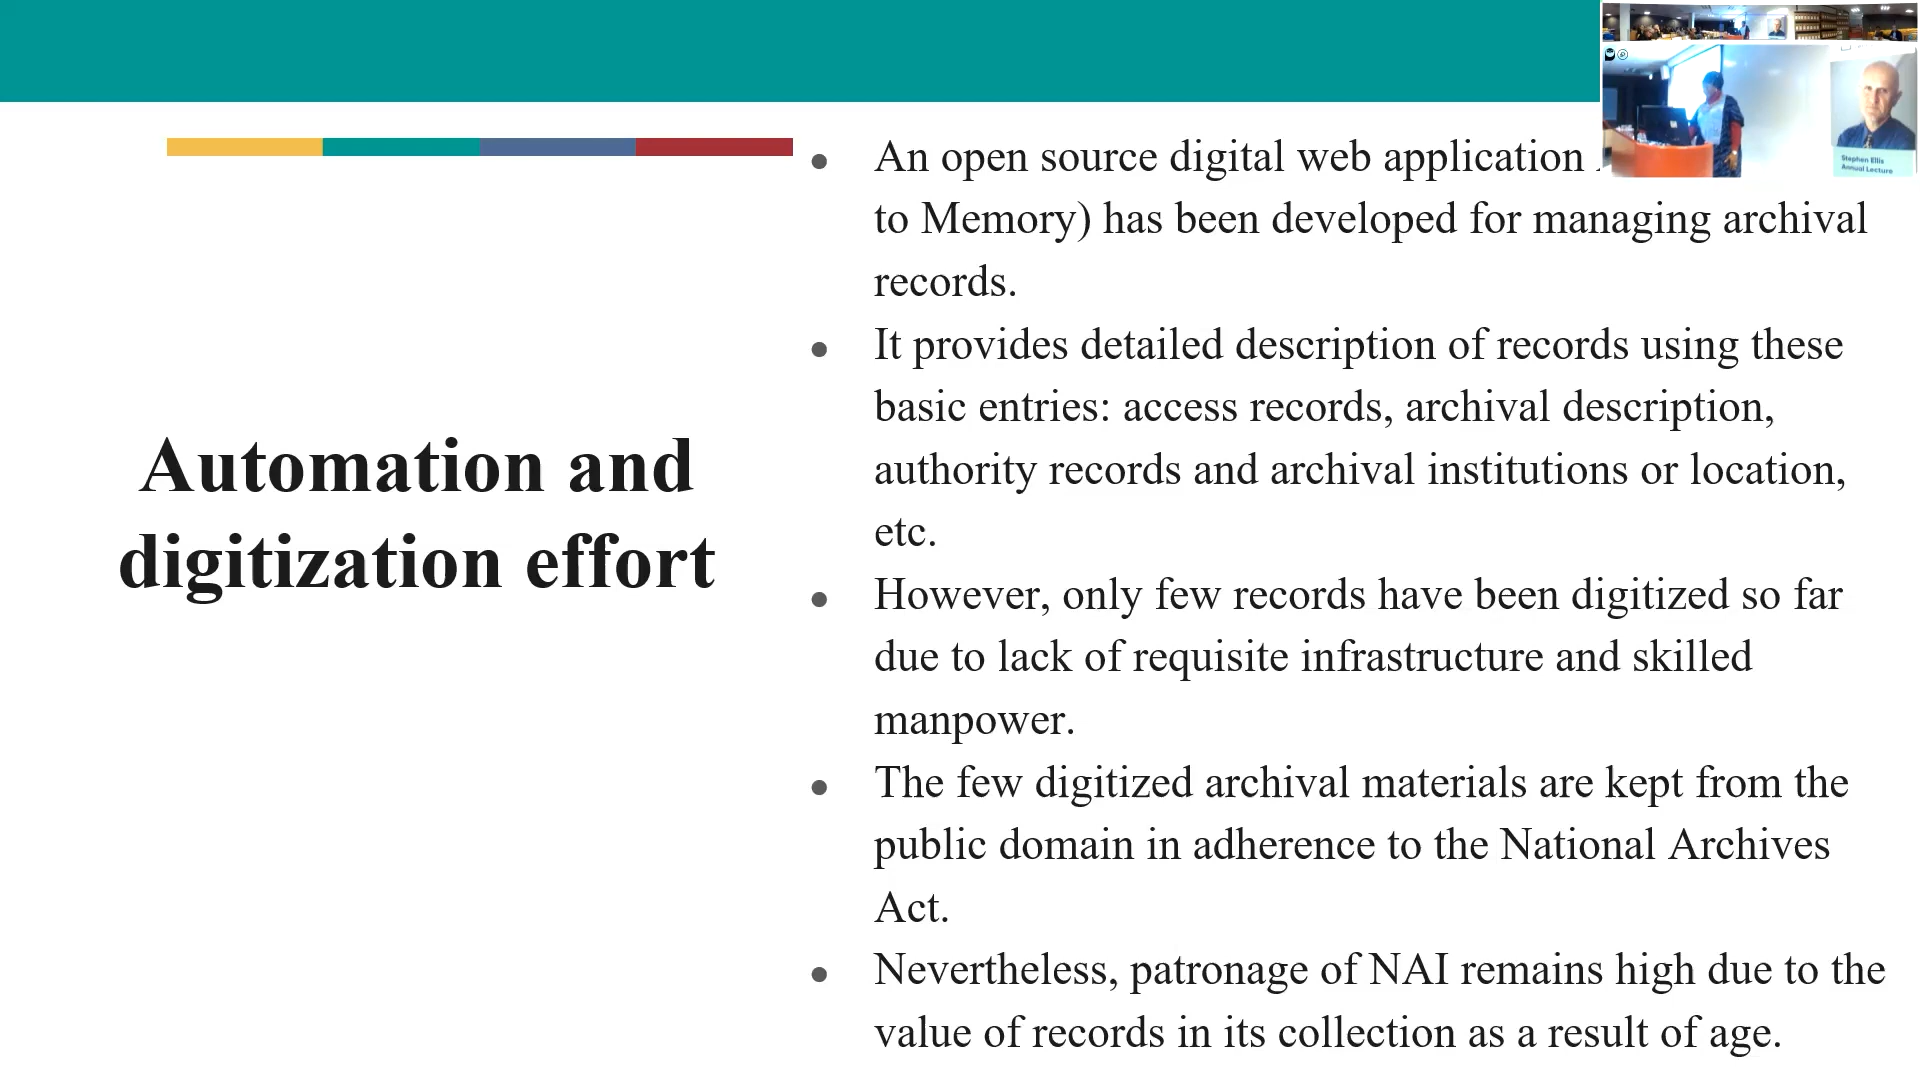 Automation and
digitization effort
An open source digital web application
to Memory) has been developed for managing archival
records.
It provides detailed description of records using these
basic entries: access records, archival description,
authority records and archival institutions or location,
etc.
However, only few records have been digitized so far
due to lack of requisite infrastructure and skilled
manpower.
The few digitized archival materials are kept from the
public domain in adherence to the National Archives
Act.
Nevertheless, patronage of NAI remains high due to the
value of records in its collection as a result of age.
Stephen Ellis
Annual Lecture